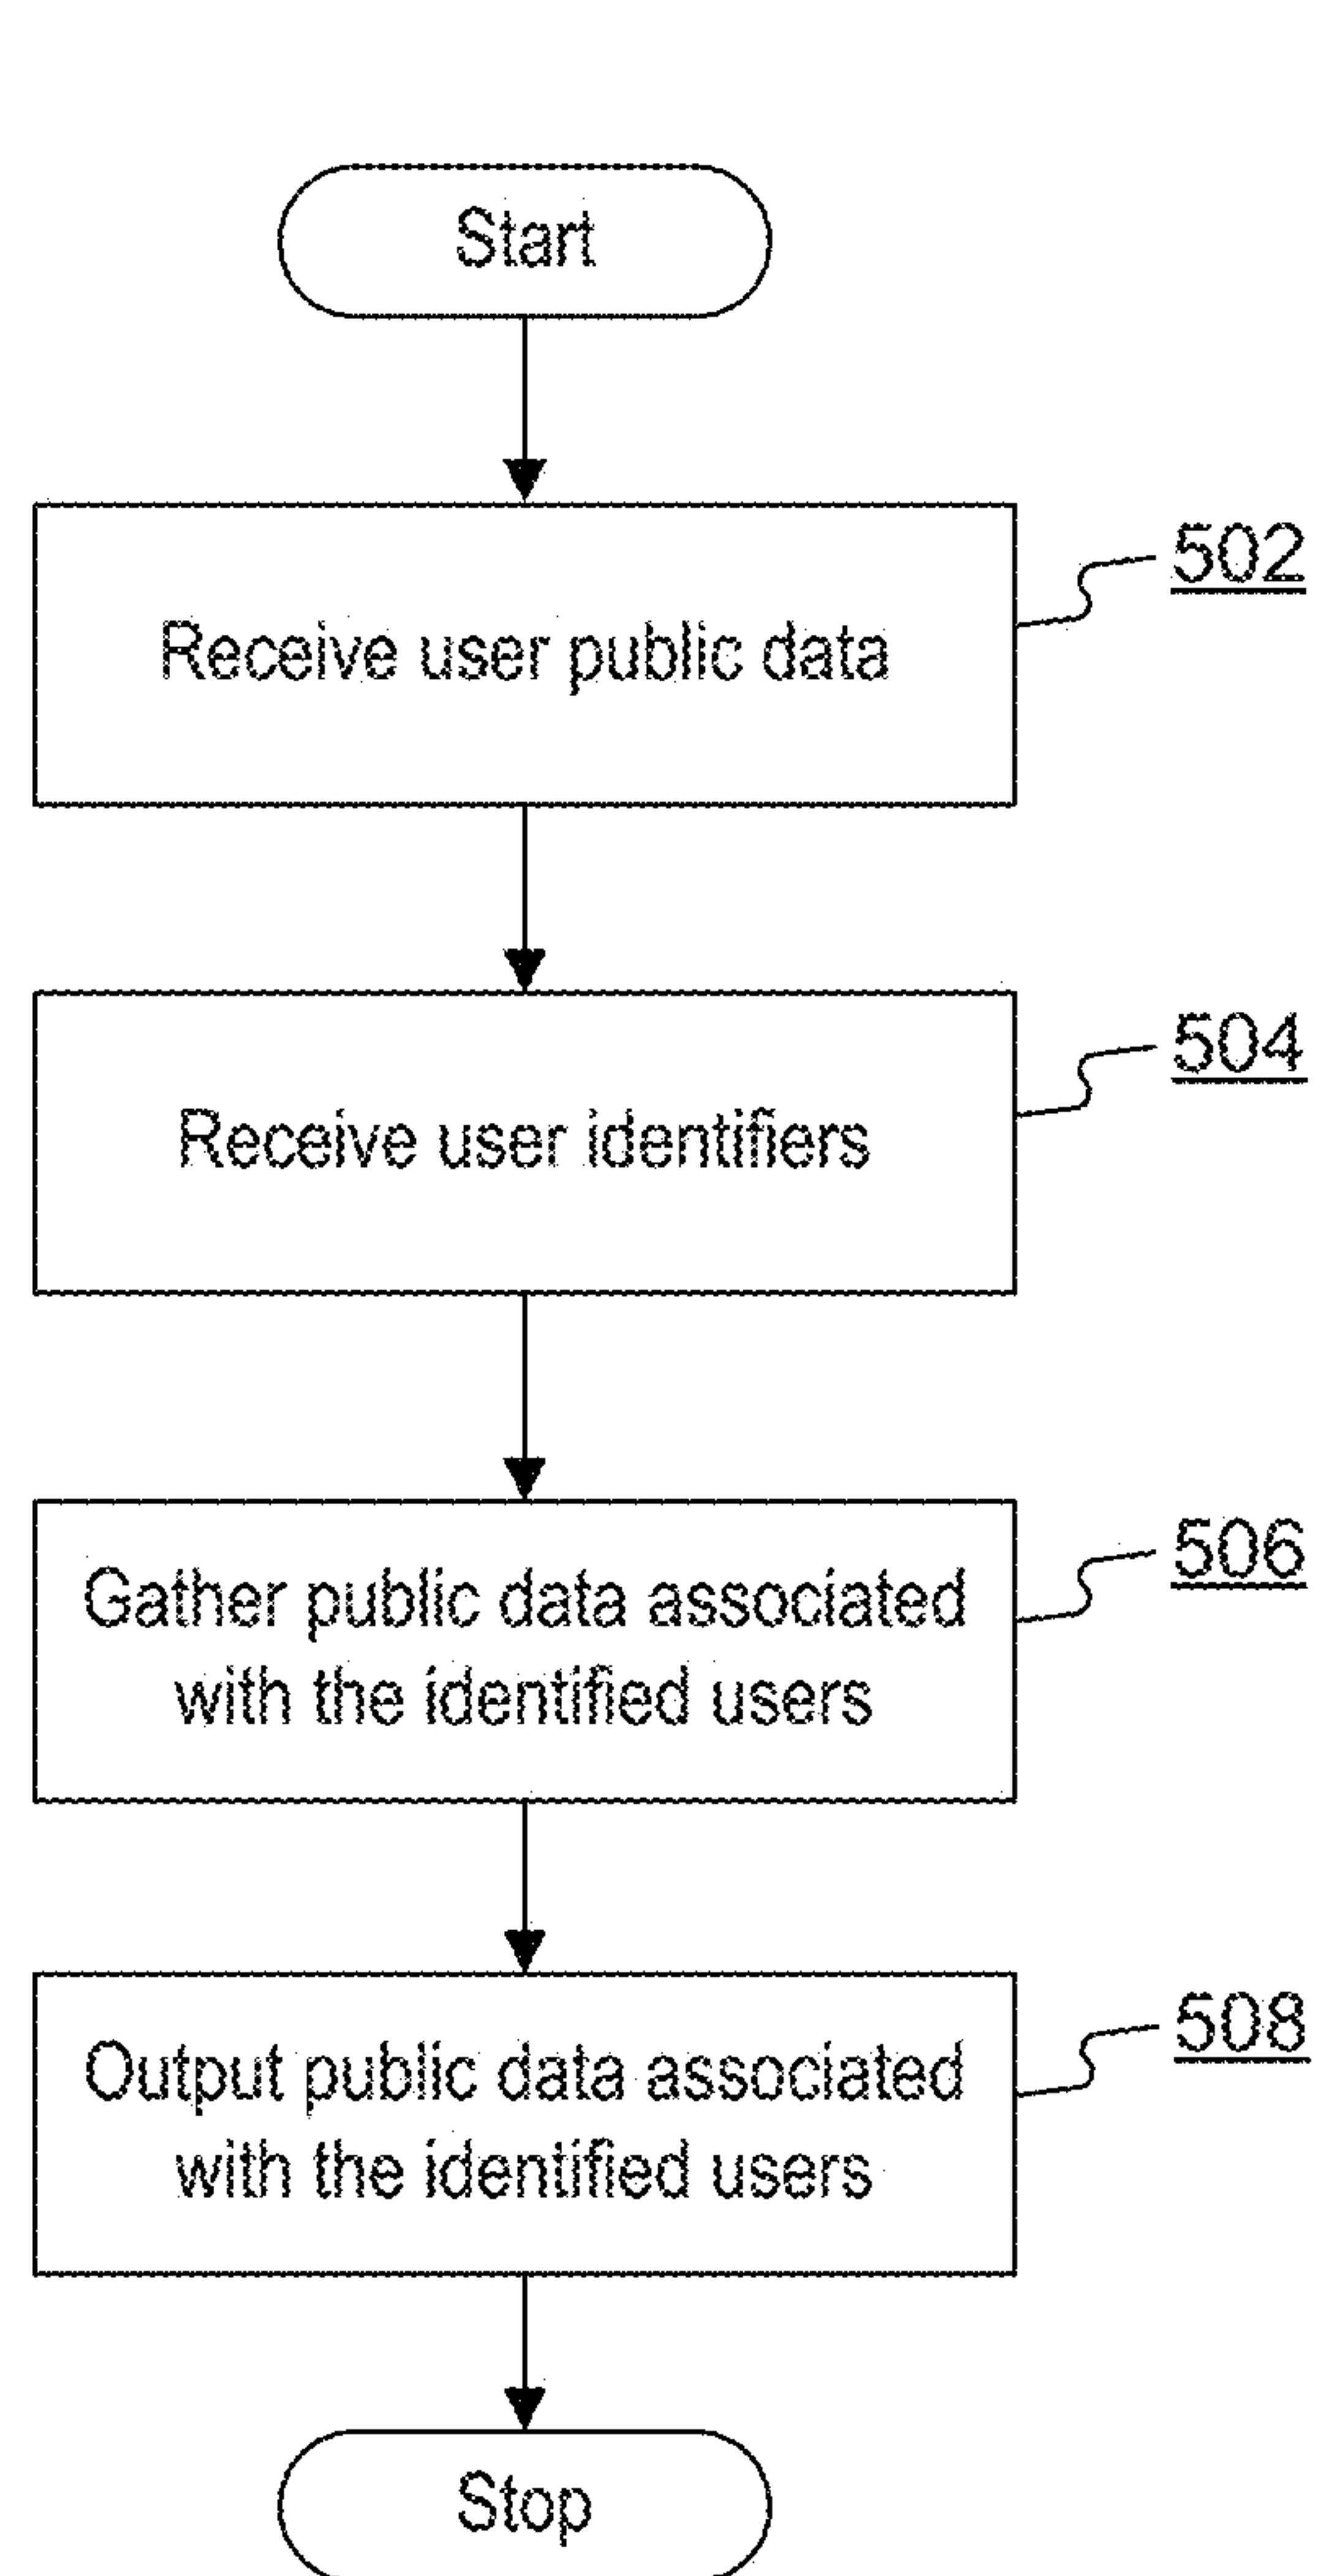 Start
Receive user public data
502
Receive user identifiers
504
Gather public data associated
with the identified users
506
Output public data associated
with the identified users
508
Stop